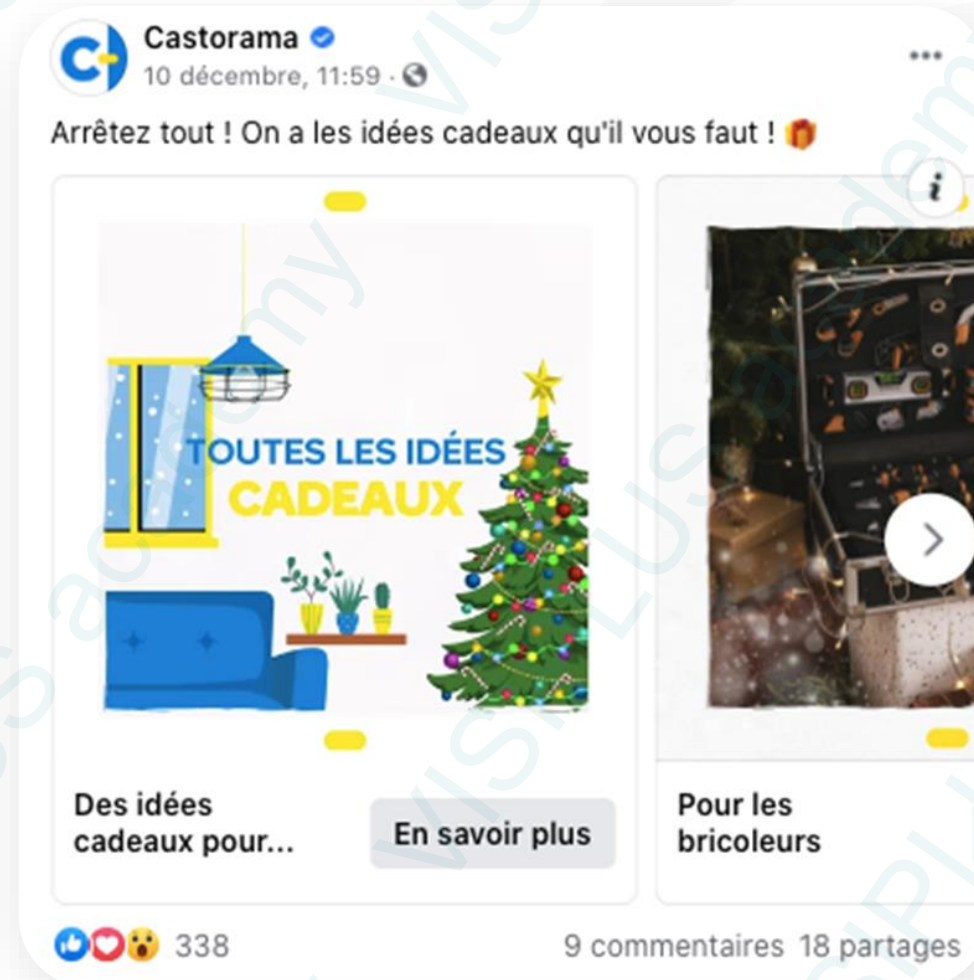 Castorama
10 décembre, 11:59 ·
Arrêtez tout ! On a les idées cadeaux qu'il vous faut ! 🎁
TOUTES LES IDÉES
CADEAUX
Des idées
cadeaux pour...
En savoir plus
Pour les
bricoleurs
338
9 commentaires 18 partages